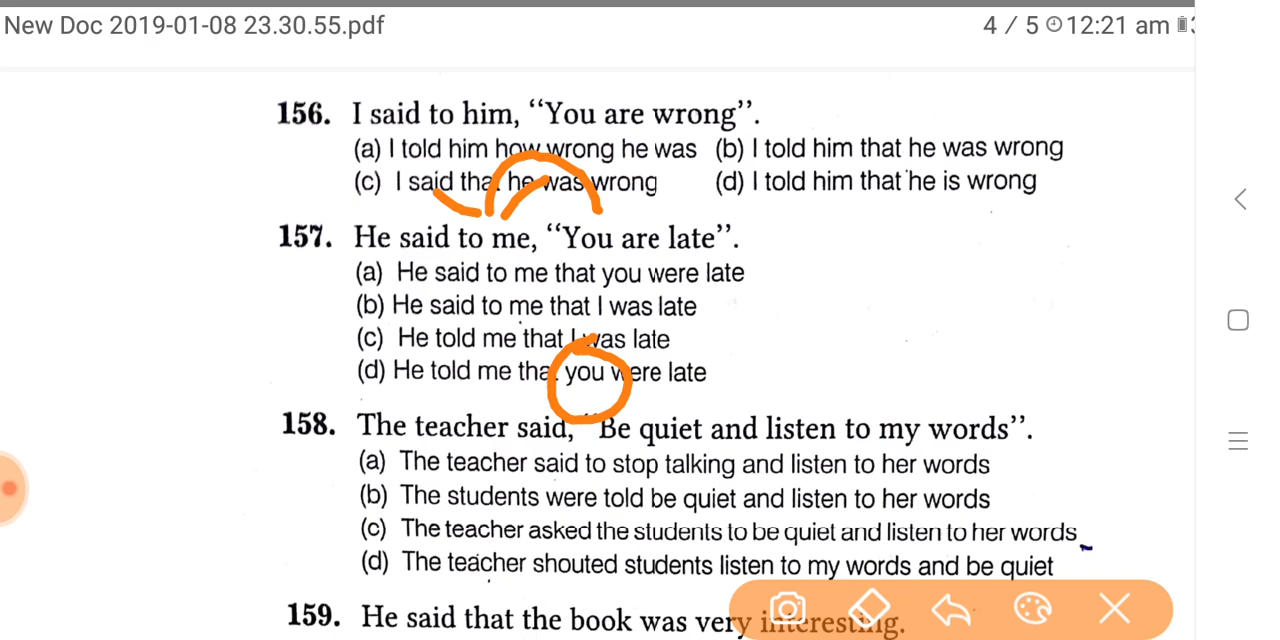 New Doc 2019-01-08 23.30.55.pdf 4 / 5 12:21 am
156. I said to him, “You are wrong”.
(a) I told him how wrong he was (b) I told him that he was wrong
(c) I said that he was wrong (d) I told him that he is wrong
157. He said to me, “You are late”.
(a) He said to me that you were late
(b) He said to me that I was late
(c) He told me that I was late
(d) He told me that you were late
158. The teacher said, “Be quiet and listen to my words”.
(a) The teacher said to stop talking and listen to her words
(b) The students were told be quiet and listen to her words
(c) The teacher asked the students to be quiet and listen to her words
(d) The teacher shouted students listen to my words and be quiet
159. He said that the book was very interesting.